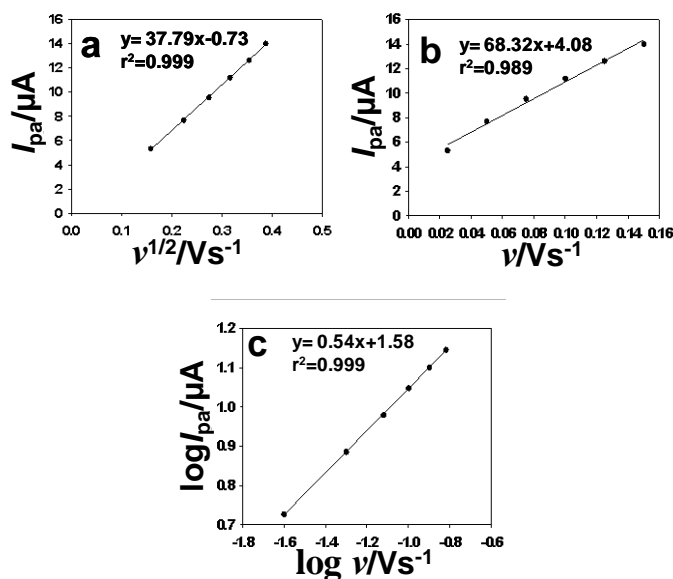 a
y= 37.79x-0.73
r²=0.999
Ipa/µA
16
14
12
10
8
6
4
2
0
0.0 0.1 0.2 0.3 0.4 0.5
ν1/2/Vs-1
b
y= 68.32x+4.08
r²=0.989
Ipa/µA
16
14
12
10
8
6
4
2
0
0.00 0.02 0.04 0.06 0.08 0.10 0.12 0.14 0.16
ν/Vs-1
c
y= 0.54x+1.58
r²=0.999
logIpa/µA
1.2
1.1
1.0
0.9
0.8
0.7
-1.8 -1.6 -1.4 -1.2 -1.0 -0.8 -0.6
log ν/Vs-1